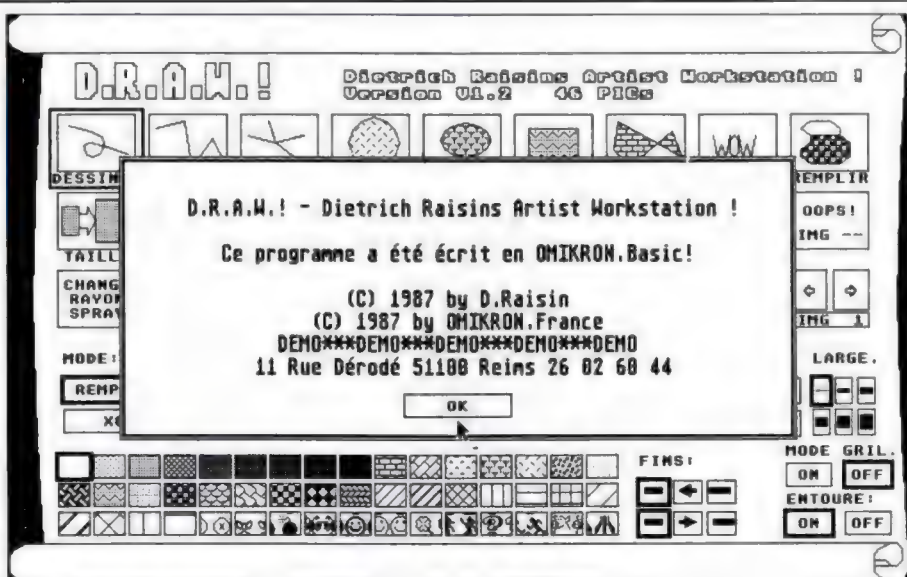 D.R.A.W.! Dietrich Raisins Artist Workstation !
Version V1.2 46 PICs
DESSIN
REMPLIR
D.R.A.W.! - Dietrich Raisins Artist Workstation !
Ce programme a été écrit en OMIKRON.Basic!
(C) 1987 by D.Raisin
(C) 1987 by OMIKRON.France
DEMO***DEMO***DEMO***DEMO***DEMO
11 Rue Dérodé 51100 Reims 26 02 60 44
OK
OOPS!
IMG --
TAILL
CHANG
RAYON
SPRAY
IMG 1
MODE:
LARGE.
REMP
FINS:
MODE GRIL.
ON OFF
ENTOURE:
ON OFF